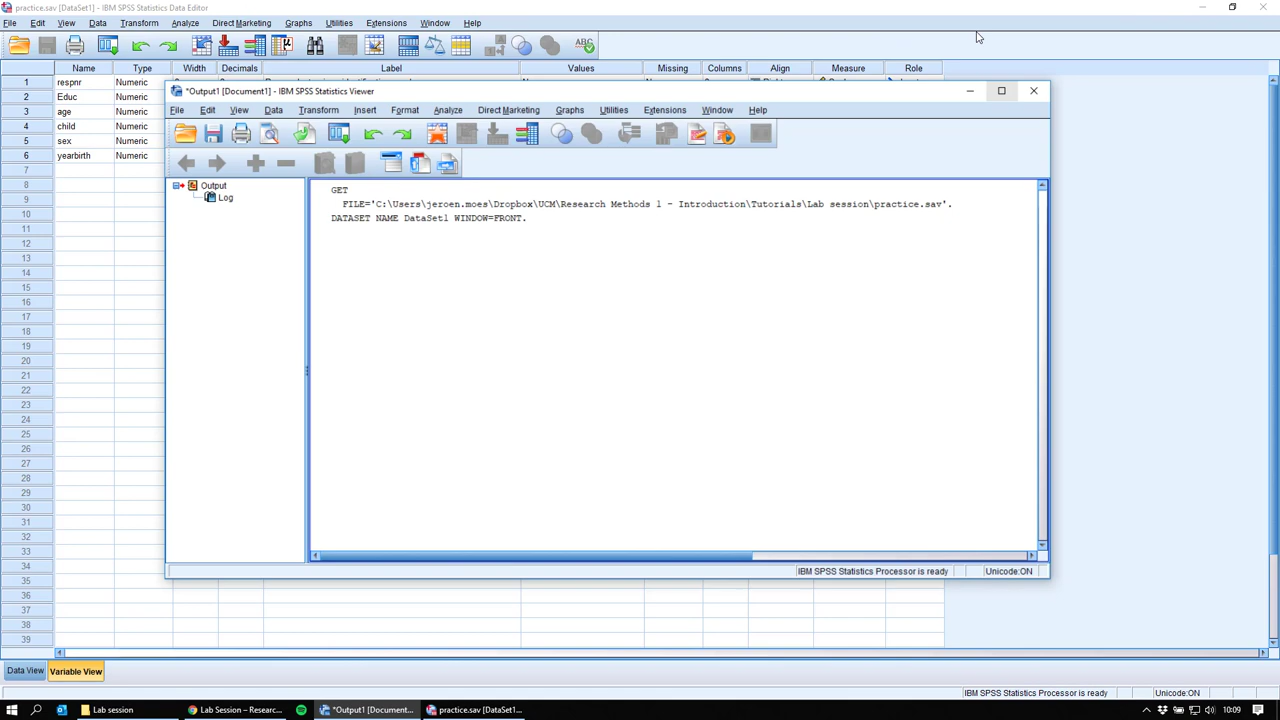 practice.sav [DataSet1] - IBM SPSS Statistics Data Editor
File Edit View Data Transform Analyze Direct Marketing Graphs Utilities Extensions Window Help
Name Type Width Decimals Label Values Missing Columns Align Measure Role
1 respnr Numeric
2 Educ Numeric
3 age Numeric
4 child Numeric
5 sex Numeric
6 yearbirth Numeric
7
8
9
10
11
12
13
14
15
16
17
18
19
20
21
22
23
24
25
26
27
28
29
30
31
32
33
34
35
36
37
38
39
*Output1 [Document1] - IBM SPSS Statistics Viewer
File Edit View Data Transform Insert Format Analyze Direct Marketing Graphs Utilities Extensions Window Help
Output
Log
GET
FILE='C:\Users\jeroen.moes\Dropbox\UCM\Research Methods 1 - Introduction\Tutorials\Lab session\practice.sav'.
DATASET NAME DataSet1 WINDOW=FRONT.
IBM SPSS Statistics Processor is ready Unicode:ON
Data View Variable View
IBM SPSS Statistics Processor is ready Unicode:ON
Lab session Lab Session – Researc... *Output1 [Document... practice.sav [DataSet1... 10:09